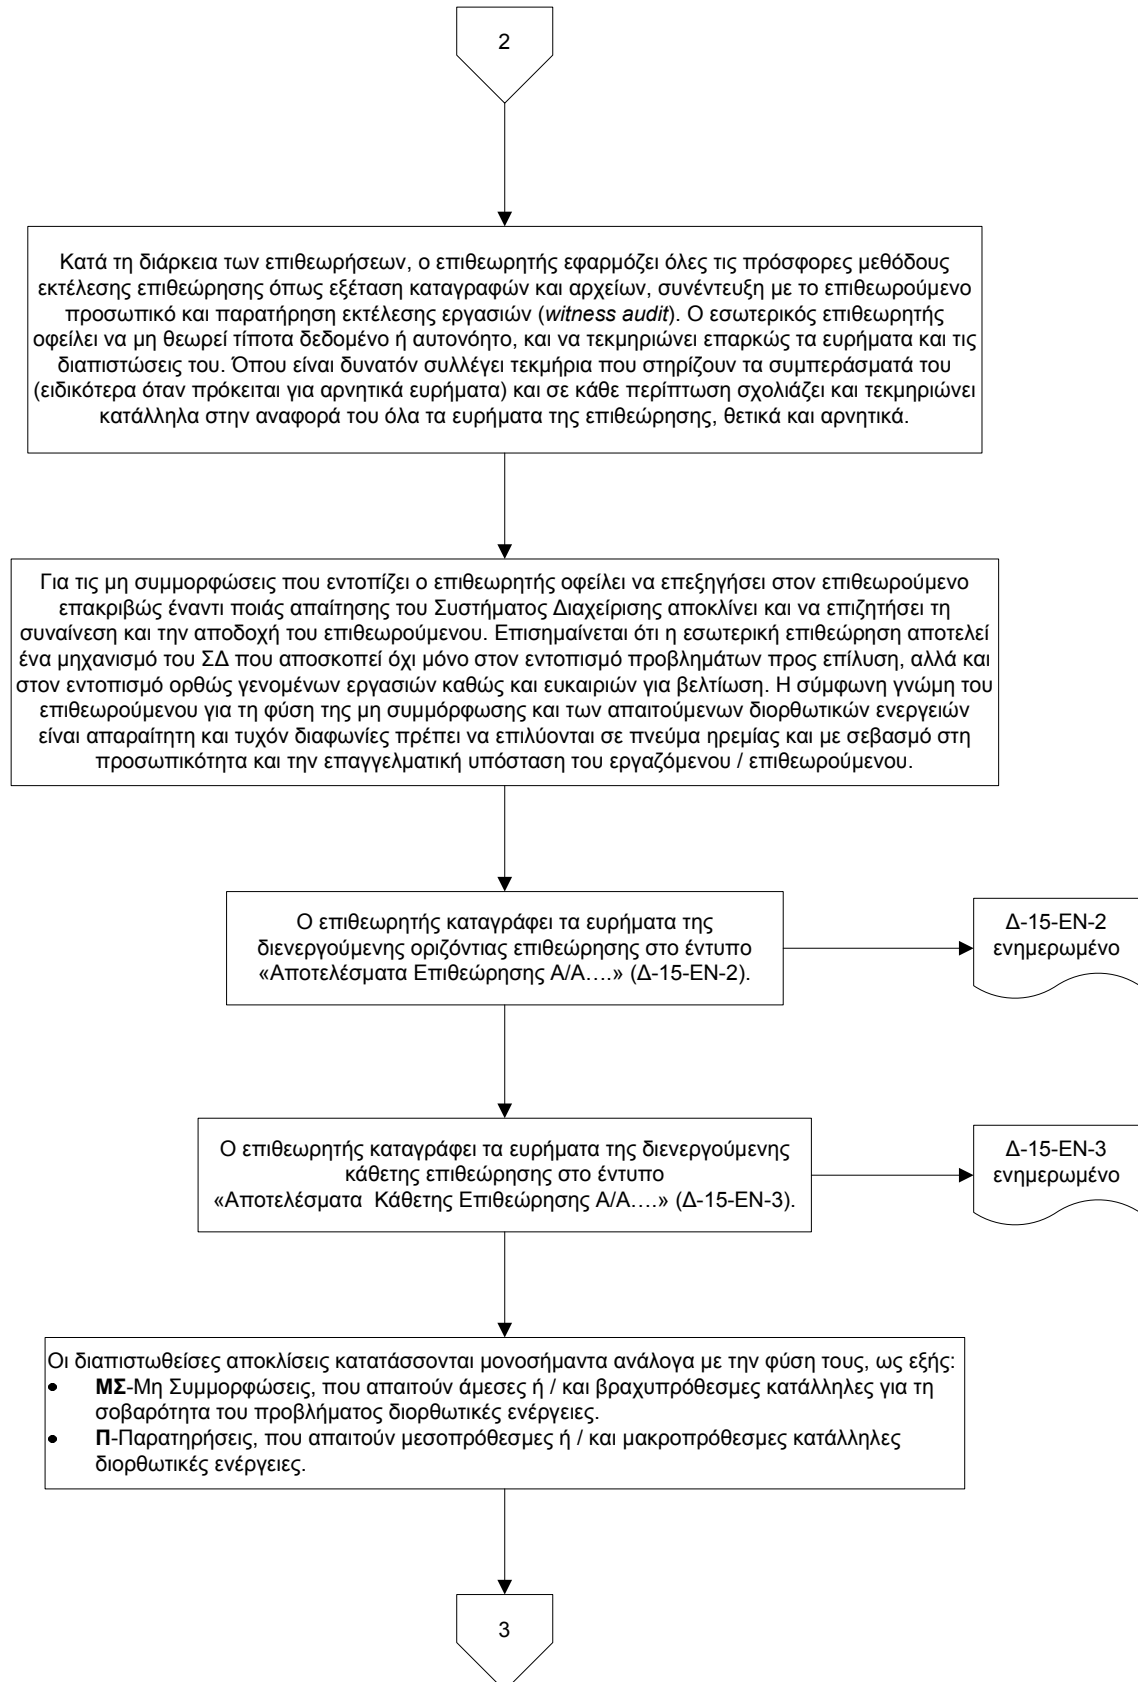 2
Κατά τη διάρκεια των επιθεωρήσεων, ο επιθεωρητής εφαρμόζει όλες τις πρόσφορες μεθόδους
εκτέλεσης επιθεώρησης όπως εξέταση καταγραφών και αρχείων, συνέντευξη με το επιθεωρούμενο
προσωπικό και παρατήρηση εκτέλεσης εργασιών (witness audit). Ο εσωτερικός επιθεωρητής
οφείλει να μη θεωρεί τίποτα δεδομένο ή αυτονόητο, και να τεκμηριώνει επαρκώς τα ευρήματα και τις
διαπιστώσεις του. Όπου είναι δυνατόν συλλέγει τεκμήρια που στηρίζουν τα συμπεράσματά του
(ειδικότερα όταν πρόκειται για αρνητικά ευρήματα) και σε κάθε περίπτωση σχολιάζει και τεκμηριώνει
κατάλληλα στην αναφορά του όλα τα ευρήματα της επιθεώρησης, θετικά και αρνητικά.
Για τις μη συμμορφώσεις που εντοπίζει ο επιθεωρητής οφείλει να επεξηγήσει στον επιθεωρούμενο
επακριβώς έναντι ποιάς απαίτησης του Συστήματος Διαχείρισης αποκλίνει και να επιζητήσει τη
συναίνεση και την αποδοχή του επιθεωρούμενου. Επισημαίνεται ότι η εσωτερική επιθεώρηση αποτελεί
ένα μηχανισμό του ΣΔ που αποσκοπεί όχι μόνο στον εντοπισμό προβλημάτων προς επίλυση, αλλά και
στον εντοπισμό ορθώς γενομένων εργασιών καθώς και ευκαιριών για βελτίωση. Η σύμφωνη γνώμη του
επιθεωρούμενου για τη φύση της μη συμμόρφωσης και των απαιτούμενων διορθωτικών ενεργειών
είναι απαραίτητη και τυχόν διαφωνίες πρέπει να επιλύονται σε πνεύμα ηρεμίας και με σεβασμό στη
προσωπικότητα και την επαγγελματική υπόσταση του εργαζόμενου / επιθεωρούμενου.
Ο επιθεωρητής καταγράφει τα ευρήματα της
διενεργούμενης οριζόντιας επιθεώρησης στο έντυπο
«Αποτελέσματα Επιθεώρησης Α/Α….» (Δ-15-ΕΝ-2).
Δ-15-ΕΝ-2
ενημερωμένο
Ο επιθεωρητής καταγράφει τα ευρήματα της διενεργούμενης
κάθετης επιθεώρησης στο έντυπο
«Αποτελέσματα  Κάθετης Επιθεώρησης Α/Α….» (Δ-15-ΕΝ-3).
Δ-15-ΕΝ-3
ενημερωμένο
Οι διαπιστωθείσες αποκλίσεις κατατάσσονται μονοσήμαντα ανάλογα με την φύση τους, ως εξής:
• ΜΣ-Μη Συμμορφώσεις, που απαιτούν άμεσες ή / και βραχυπρόθεσμες κατάλληλες για τη
σοβαρότητα του προβλήματος διορθωτικές ενέργειες.
• Π-Παρατηρήσεις, που απαιτούν μεσοπρόθεσμες ή / και μακροπρόθεσμες κατάλληλες
διορθωτικές ενέργειες.
3